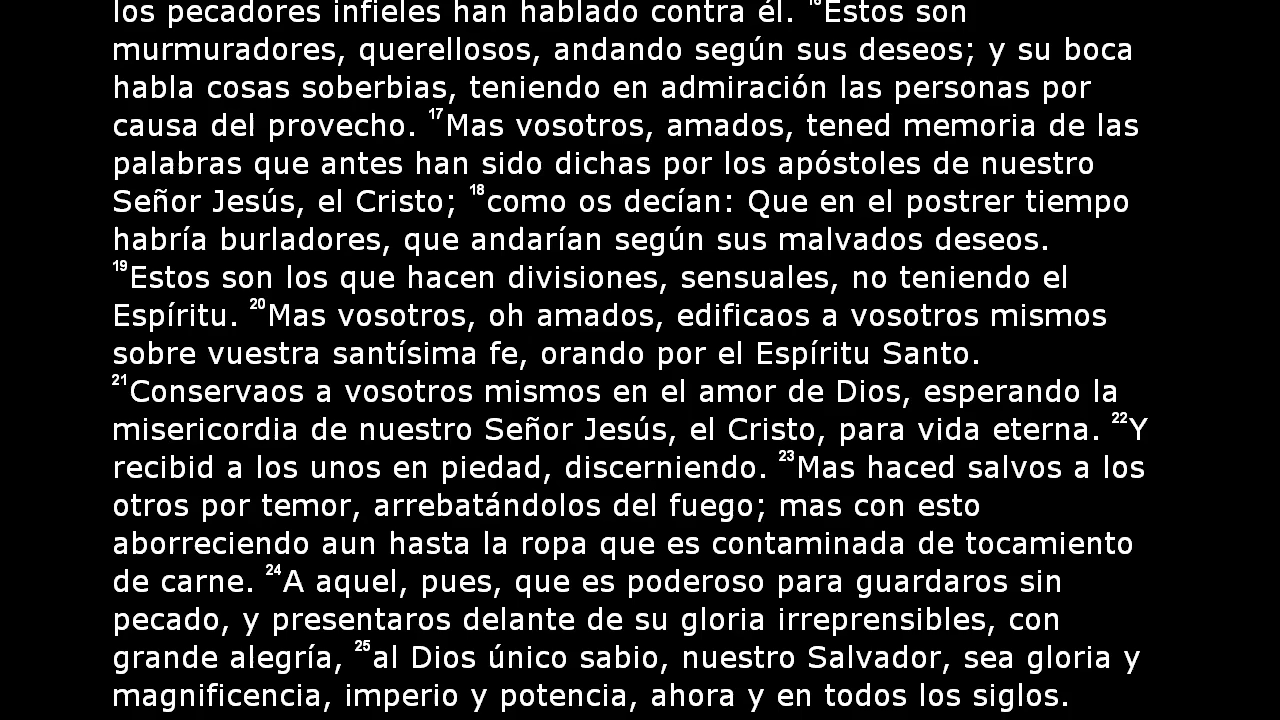 los pecadores infieles han hablado contra él. 16Estos son
murmuradores, querellosos, andando según sus deseos; y su boca
habla cosas soberbias, teniendo en admiración las personas por
causa del provecho. 17Mas vosotros, amados, tened memoria de las
palabras que antes han sido dichas por los apóstoles de nuestro
Señor Jesús, el Cristo; 18como os decían: Que en el postrer tiempo
habría burladores, que andarían según sus malvados deseos.
19Estos son los que hacen divisiones, sensuales, no teniendo el
Espíritu. 20Mas vosotros, oh amados, edificaos a vosotros mismos
sobre vuestra santísima fe, orando por el Espíritu Santo.
21Conservaos a vosotros mismos en el amor de Dios, esperando la
misericordia de nuestro Señor Jesús, el Cristo, para vida eterna. 22Y
recibid a los unos en piedad, discerniendo. 23Mas haced salvos a los
otros por temor, arrebatándolos del fuego; mas con esto
aborreciendo aun hasta la ropa que es contaminada de tocamiento
de carne. 24A aquel, pues, que es poderoso para guardaros sin
pecado, y presentaros delante de su gloria irreprensibles, con
grande alegría, 25al Dios único sabio, nuestro Salvador, sea gloria y
magnificencia, imperio y potencia, ahora y en todos los siglos.